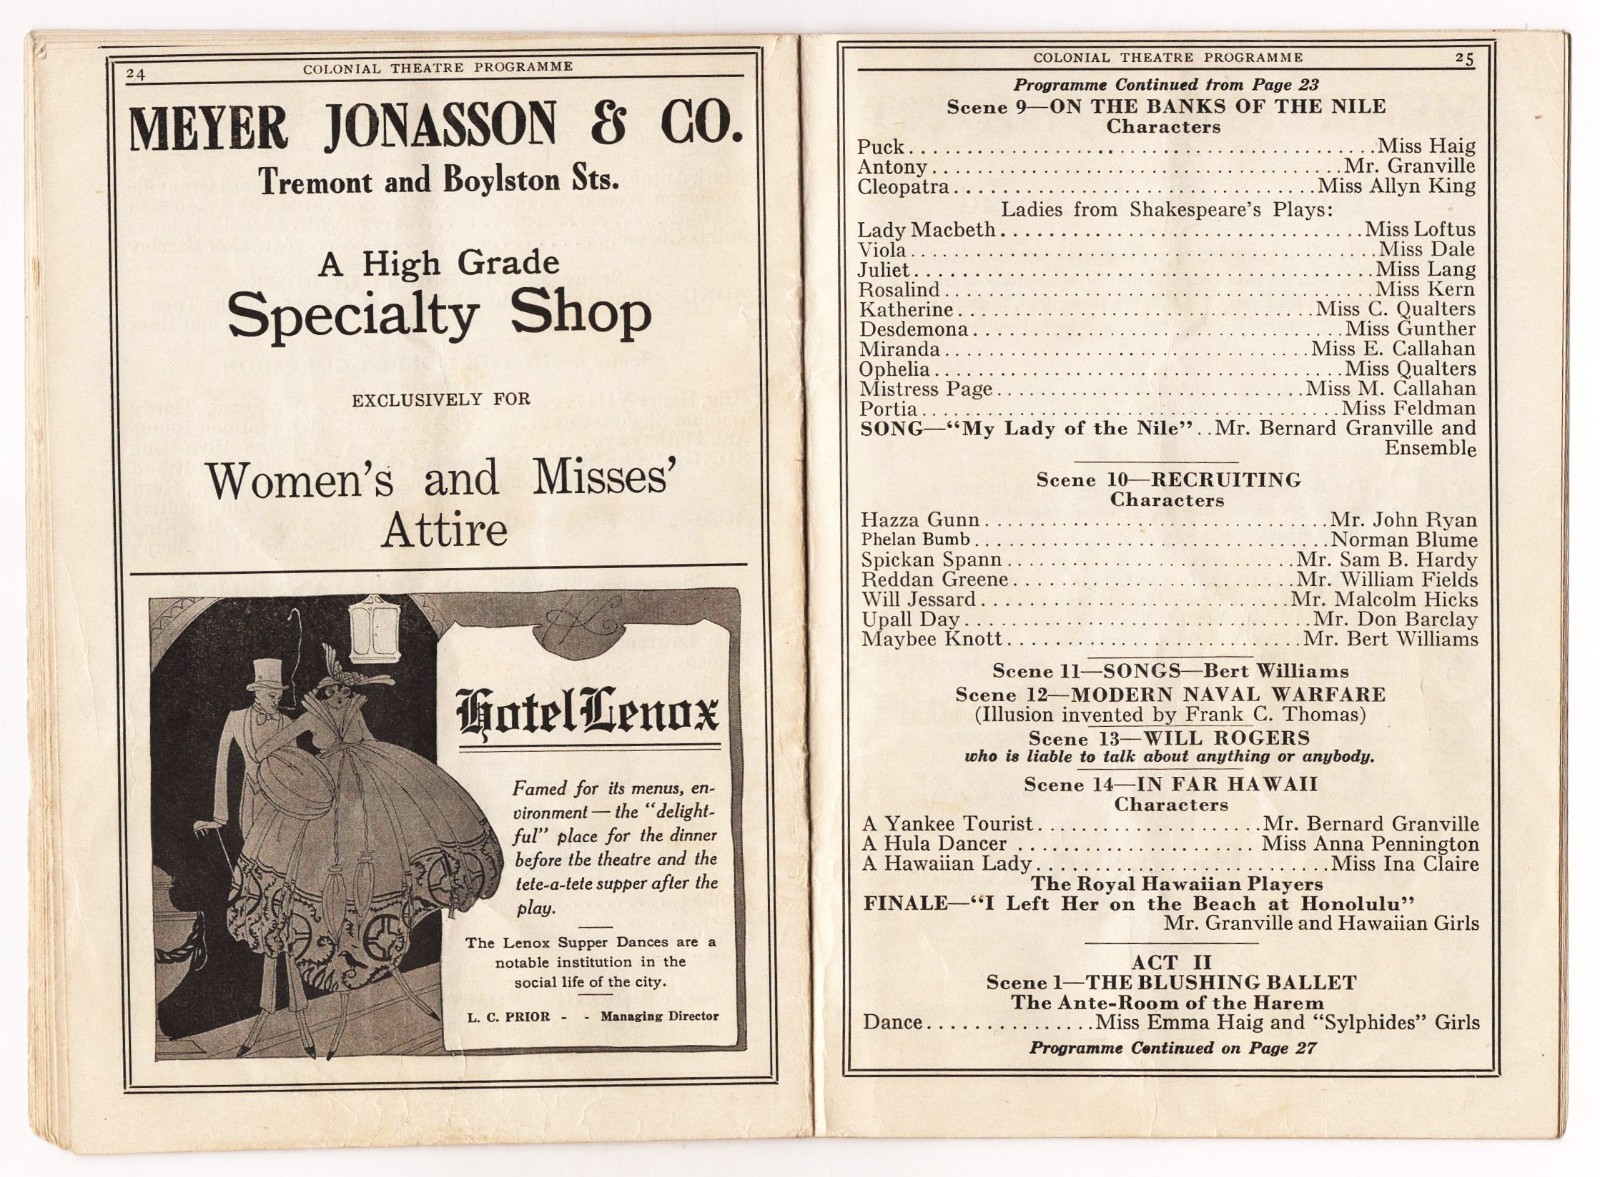 24
COLONIAL THEATRE PROGRAMME
MEYER JONASSON & CO.
Tremont and Boylston Sts.
A High Grade
Specialty Shop
EXCLUSIVELY FOR
Women's and Misses'
Attire
Hotel Lenox
Famed for its menus, en-
vironment — the "delight-
ful" place for the dinner
before the theatre and the
tete-a-tete supper after the
play.
The Lenox Supper Dances are a
notable institution in the
social life of the city.
L. C. PRIOR - - Managing Director
COLONIAL THEATRE PROGRAMME
25
Programme Continued from Page 23
Scene 9—ON THE BANKS OF THE NILE
Characters
Puck........................................Miss Haig
Antony........................................Mr. Granville
Cleopatra........................................Miss Allyn King
Ladies from Shakespeare's Plays:
Lady Macbeth........................................Miss Loftus
Viola........................................Miss Dale
Juliet........................................Miss Lang
Rosalind........................................Miss Kern
Katherine........................................Miss C. Qualters
Desdemona........................................Miss Gunther
Miranda........................................Miss E. Callahan
Ophelia........................................Miss Qualters
Mistress Page........................................Miss M. Callahan
Portia........................................Miss Feldman
SONG—"My Lady of the Nile"..Mr. Bernard Granville and
Ensemble
Scene 10—RECRUITING
Characters
Hazza Gunn........................................Mr. John Ryan
Phelan Bumb........................................Norman Blume
Spickan Spann........................................Mr. Sam B. Hardy
Reddan Greene........................................Mr. William Fields
Will Jessard........................................Mr. Malcolm Hicks
Upall Day........................................Mr. Don Barclay
Maybee Knott........................................Mr. Bert Williams
Scene 11—SONGS—Bert Williams
Scene 12—MODERN NAVAL WARFARE
(Illusion invented by Frank C. Thomas)
Scene 13—WILL ROGERS
who is liable to talk about anything or anybody.
Scene 14—IN FAR HAWAII
Characters
A Yankee Tourist....................Mr. Bernard Granville
A Hula Dancer ....................Miss Anna Pennington
A Hawaiian Lady....................Miss Ina Claire
The Royal Hawaiian Players
FINALE—"I Left Her on the Beach at Honolulu"
Mr. Granville and Hawaiian Girls
ACT II
Scene 1—THE BLUSHING BALLET
The Ante-Room of the Harem
Dance...............Miss Emma Haig and "Sylphides" Girls
Programme Continued on Page 27